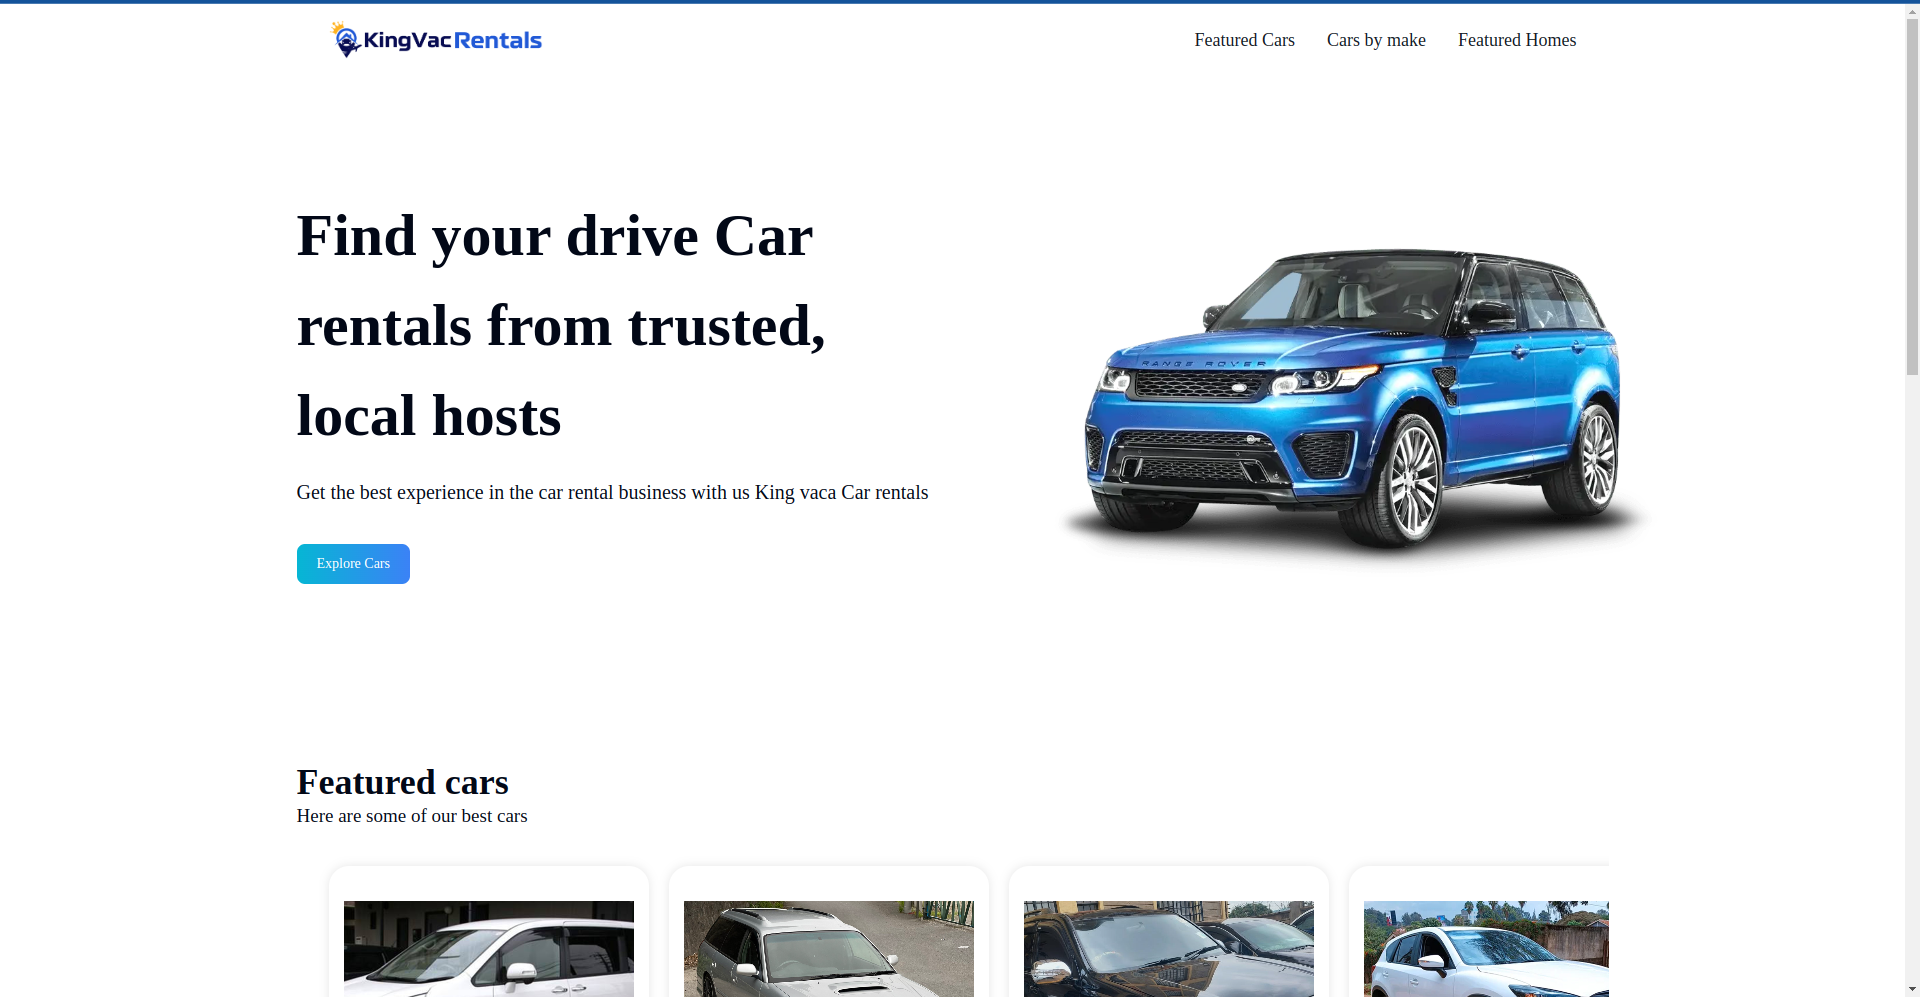 KingVac Rentals
Featured Cars
Cars by make
Featured Homes
Find your drive Car
rentals from trusted,
local hosts
Get the best experience in the car rental business with us King vaca Car rentals
RANGE ROVER
Explore Cars
Featured cars
Here are some of our best cars